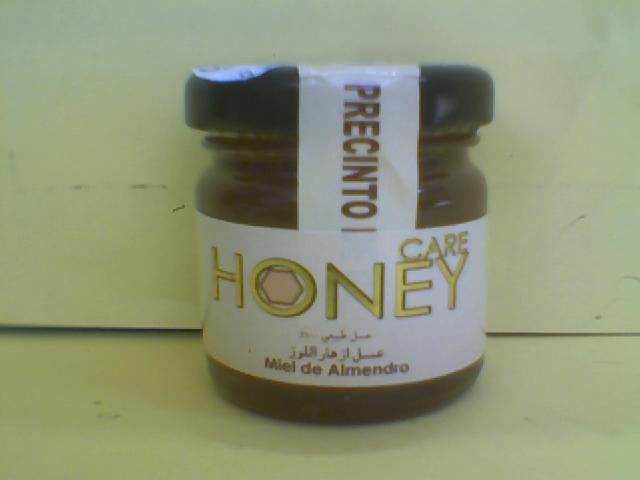 PRECINTO
CARE
HONEY
عسل طبيعي
عسل ازهار اللوز
Miel de Almendro